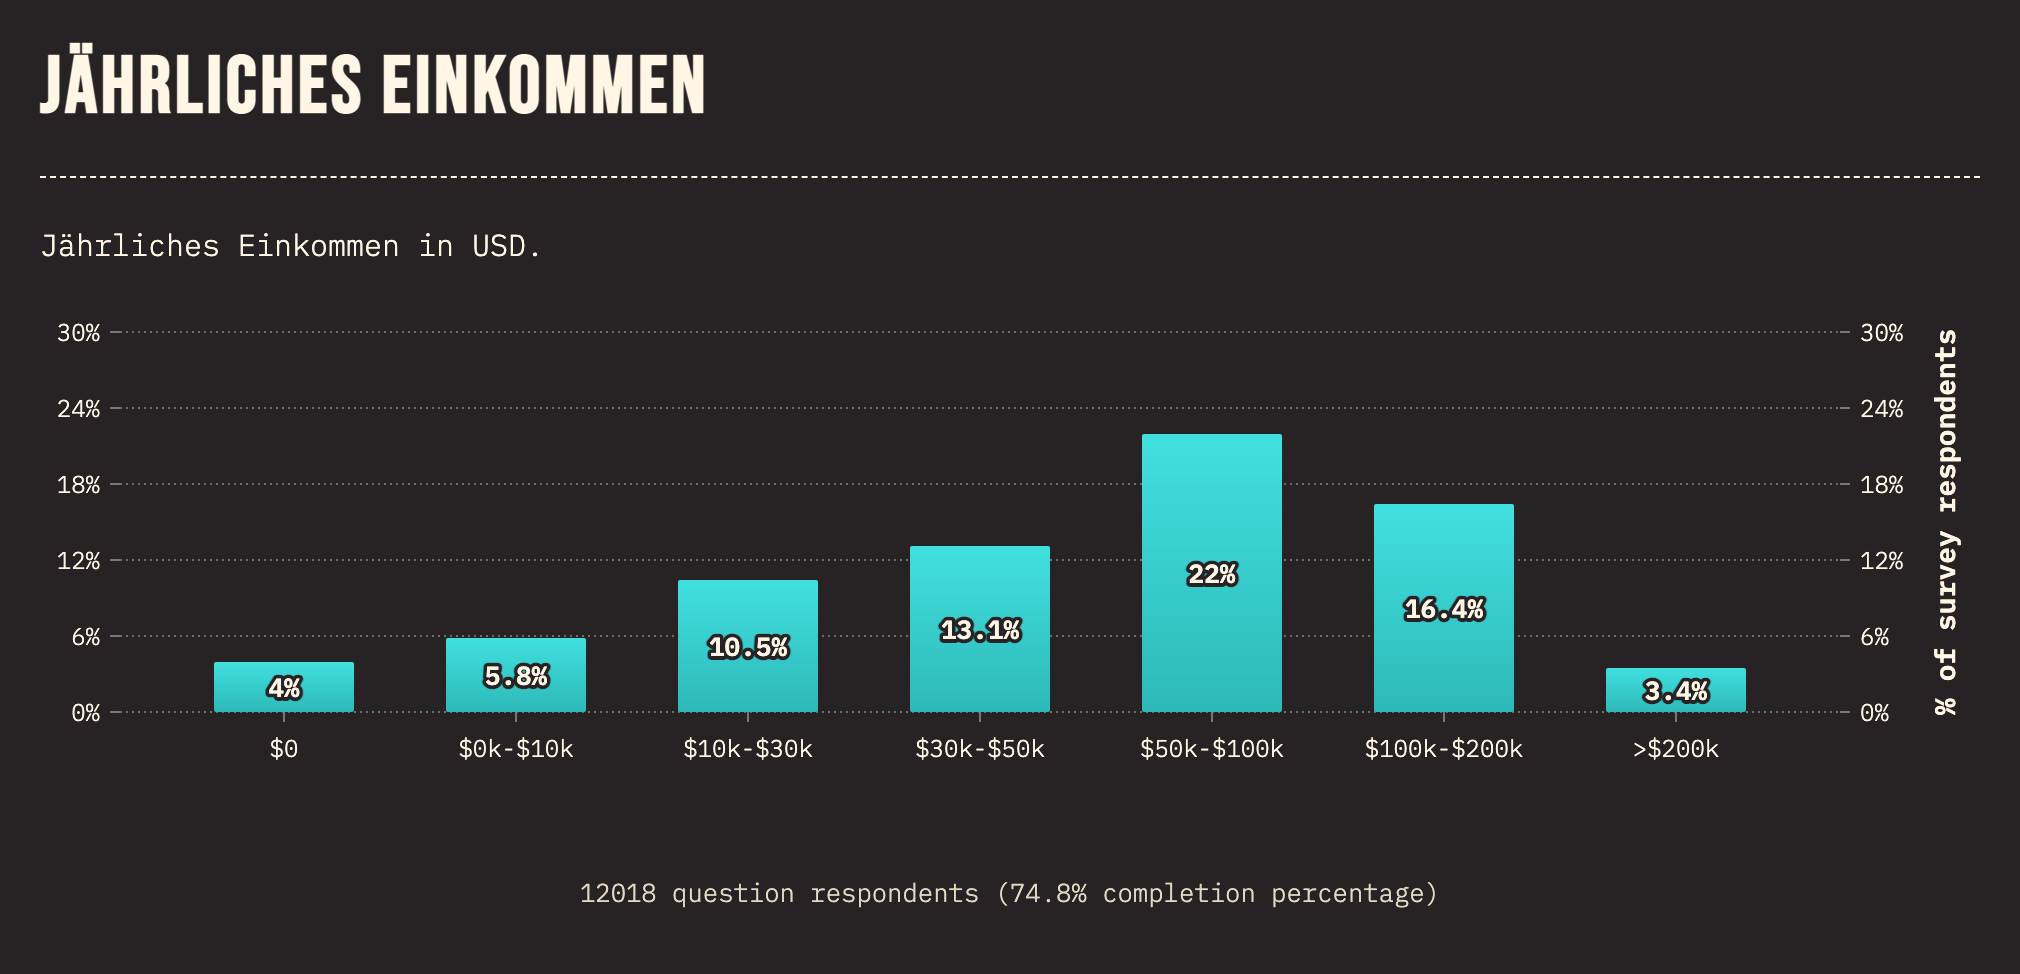 JÄHRLICHES EINKOMMEN
Jährliches Einkommen in USD.
30% 30%
24% 24%
18% 18%
12% 12%
6% 6%
0% 0%
% of survey respondents
4% 5.8% 10.5% 13.1% 22% 16.4% 3.4%
$0 $0k-$10k $10k-$30k $30k-$50k $50k-$100k $100k-$200k >$200k
12018 question respondents (74.8% completion percentage)